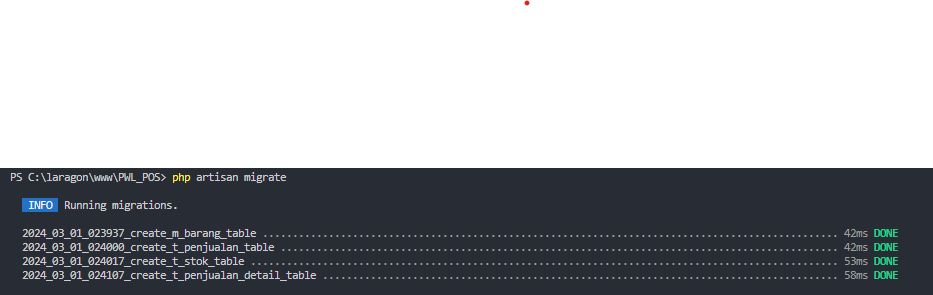 PS C:\laragon\www\PWL_POS> php artisan migrate
INFO Running migrations.
2024_03_01_023937_create_m_barang_table ................................................................................................ 42ms DONE
2024_03_01_024000_create_t_penjualan_table ............................................................................................. 42ms DONE
2024_03_01_024017_create_t_stok_table .................................................................................................. 53ms DONE
2024_03_01_024107_create_t_penjualan_detail_table ...................................................................................... 58ms DONE